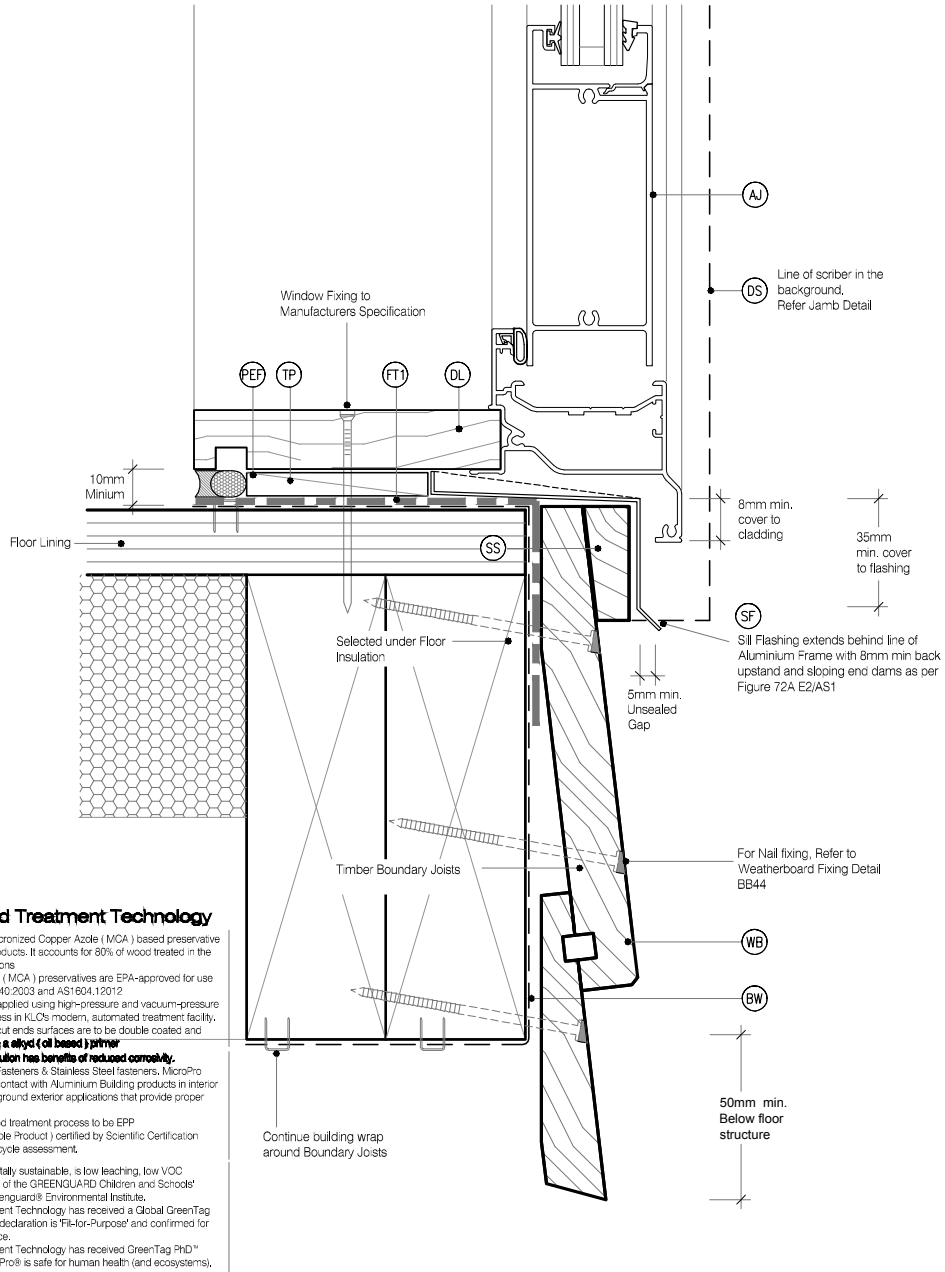 AJ
DS
Line of scriber in the
background,
Refer Jamb Detail
Window Fixing to
Manufacturers Specification
PEF
TP
FT1
DL
10mm
Minium
8mm min.
cover to
cladding
35mm
min. cover
to flashing
Floor Lining
SS
SF
Sill Flashing extends behind line of
Aluminium Frame with 8mm min back
upstand and sloping end dams as per
Figure 72A E2/AS1
Selected under Floor
Insulation
5mm min.
Unsealed
Gap
Timber Boundary Joists
For Nail fixing, Refer to
Weatherboard Fixing Detail
BB44
WB
BW
50mm min.
Below floor
structure
Continue building wrap
around Boundary Joists
d Treatment Technology
cronized Copper Azole ( MCA ) based preservative
oducts. It accounts for 80% of wood treated in the
ons
( MCA ) preservatives are EPA-approved for use
40:2003 and AS1604.12012
applied using high-pressure and vacuum-pressure
ess in KLC's modern, automated treatment facility.
cut ends surfaces are to be double coated and
a alkyd ( oil based ) primer
ution has benefits of reduced corrosivity.
Fasteners & Stainless Steel fasteners. MicroPro
contact with Aluminium Building products in interior
ground exterior applications that provide proper
od treatment process to be EPP
ole Product ) certified by Scientific Certification
cycle assessment.
tally sustainable, is low leaching, low VOC
of the GREENGUARD Children and Schools'
eenguard® Environmental Institute.
ent Technology has received a Global GreenTag
declaration is 'Fit-for-Purpose' and confirmed for
ce.
ent Technology has received GreenTag PhD™
Pro® is safe for human health (and ecosystems),